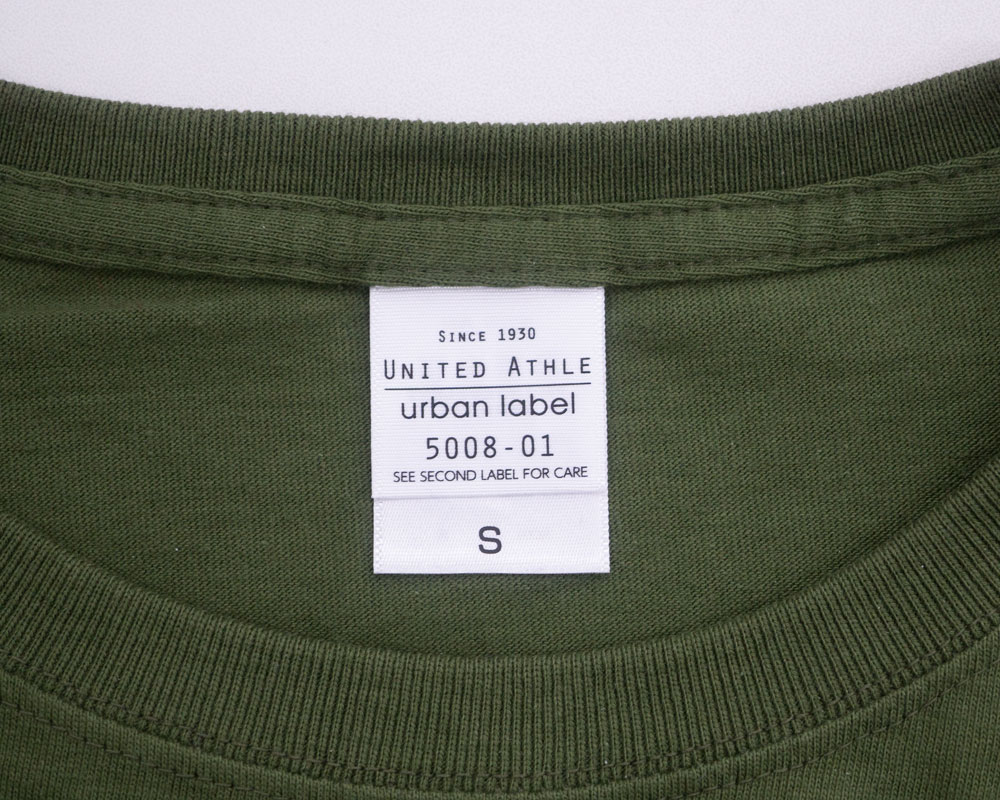 Since 1930
United Athle
urban label
5008-01
SEE SECOND LABEL FOR CARE
S